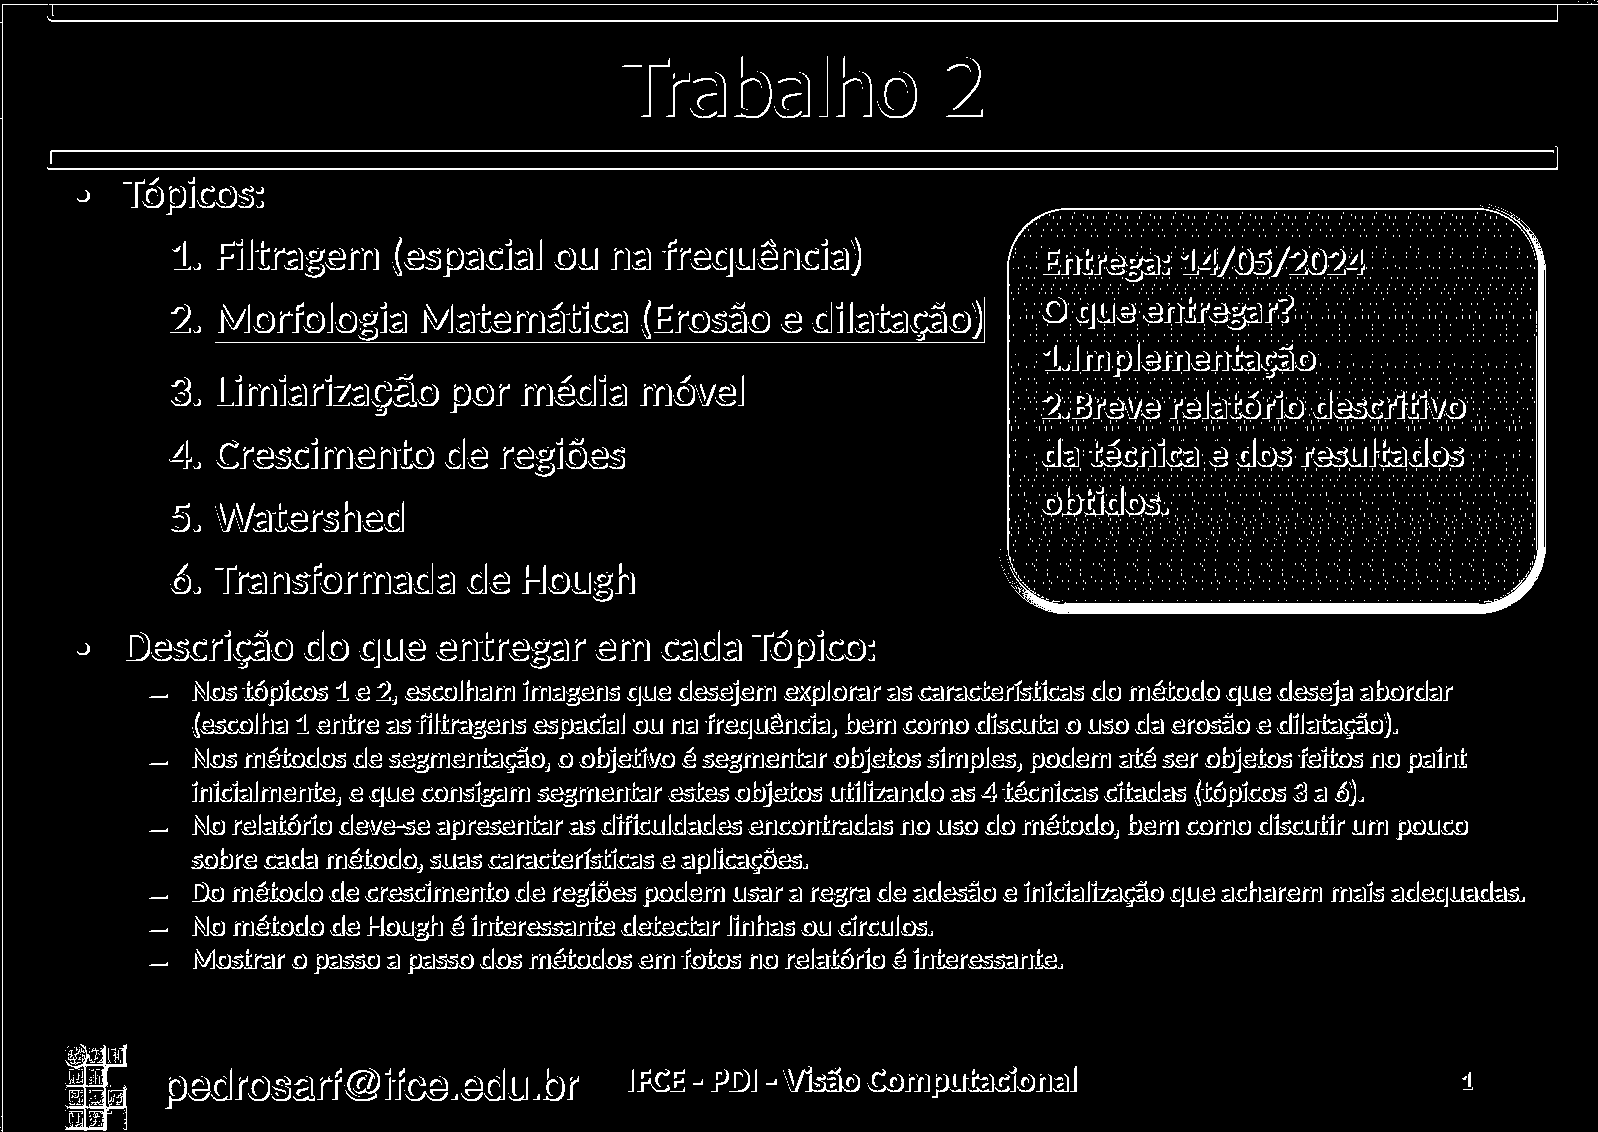 Trabalho 2
• Tópicos:
1. Filtragem (espacial ou na frequência)
2. Morfologia Matemática (Erosão e dilatação)
3. Limiarização por média móvel
4. Crescimento de regiões
5. Watershed
6. Transformada de Hough
Entrega: 14/05/2024
O que entregar?
1.Implementação
2.Breve relatório descritivo
da técnica e dos resultados
obtidos.
• Descrição do que entregar em cada Tópico:
– Nos tópicos 1 e 2, escolham imagens que desejem explorar as características do método que deseja abordar
(escolha 1 entre as filtragens espacial ou na frequência, bem como discuta o uso da erosão e dilatação).
– Nos métodos de segmentação, o objetivo é segmentar objetos simples, podem até ser objetos feitos no paint
inicialmente, e que consigam segmentar estes objetos utilizando as 4 técnicas citadas (tópicos 3 a 6).
– No relatório deve-se apresentar as dificuldades encontradas no uso do método, bem como discutir um pouco
sobre cada método, suas características e aplicações.
– Do método de crescimento de regiões podem usar a regra de adesão e inicialização que acharem mais adequadas.
– No método de Hough é interessante detectar linhas ou circulos.
– Mostrar o passo a passo dos métodos em fotos no relatório é interessante.
pedrosarf@ifce.edu.br
IFCE - PDI - Visão Computacional
1